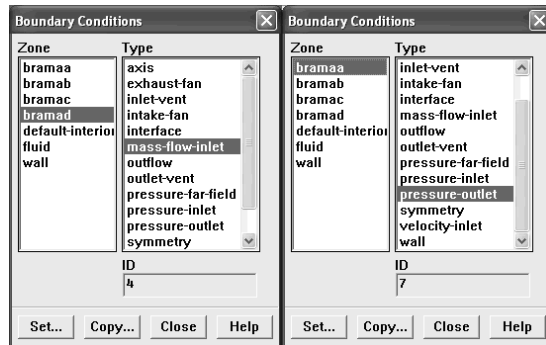 Boundary Conditions
Zone
bramaa
bramab
bramac
bramad
default-interior
fluid
wall
Type
axis
exhaust-fan
inlet-vent
intake-fan
interface
mass-flow-inlet
outflow
outlet-vent
pressure-far-field
pressure-inlet
pressure-outlet
symmetry
ID
4
Set... Copy... Close Help
Boundary Conditions
Zone
bramaa
bramab
bramac
bramad
default-interior
fluid
wall
Type
inlet-vent
intake-fan
interface
mass-flow-inlet
outflow
outlet-vent
pressure-far-field
pressure-inlet
pressure-outlet
symmetry
velocity-inlet
wall
ID
7
Set... Copy... Close Help